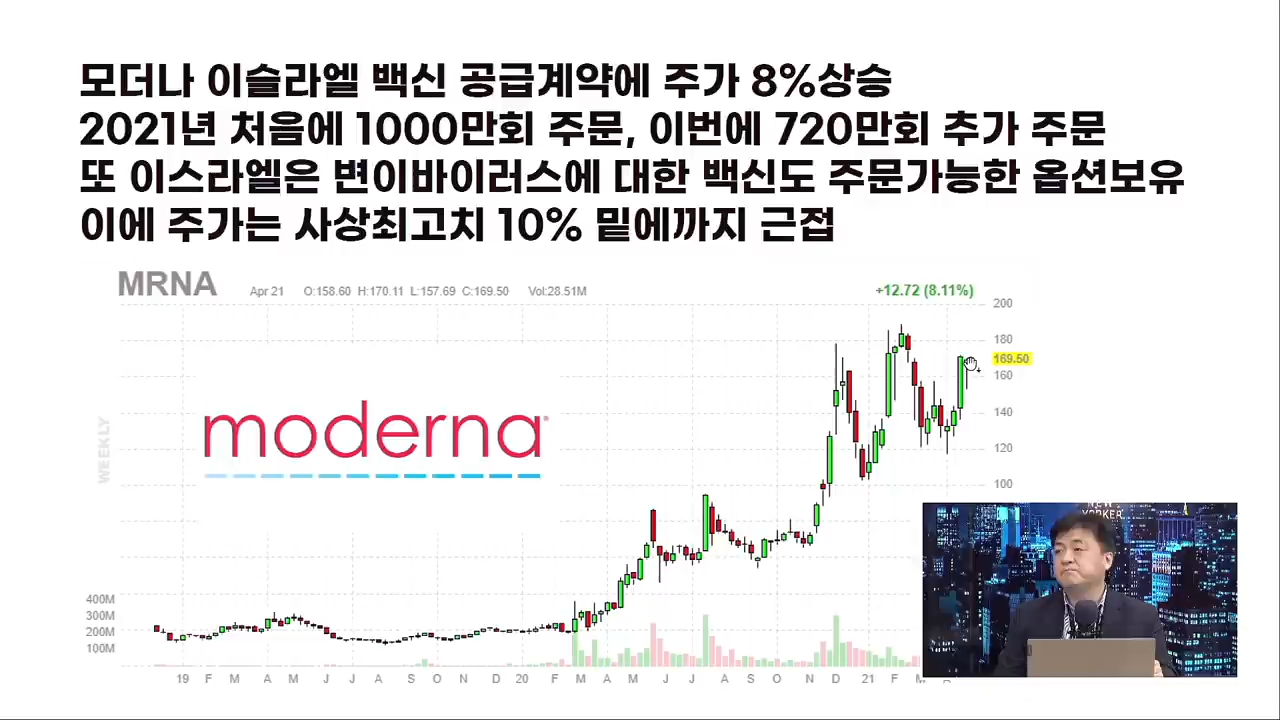 모더나 이슬라엘 백신 공급계약에 주가 8%상승
2021년 처음에 1000만회 주문, 이번에 720만회 추가 주문
또 이스라엘은 변이바이러스에 대한 백신도 주문가능한 옵션보유
이에 주가는 사상최고치 10% 밑에까지 근접
MRNA Apr 21 O:158.60 H:170.11 L:157.69 C:169.50 Vol:28.51M +12.72 (8.11%)
200
180
169.50
160
140
120
100
WEEKLY
moderna
400M
300M
200M
100M
19 F M A M J J A S O N D 20 F M A M J J A S O N D 21 F M
NEW
YORKER